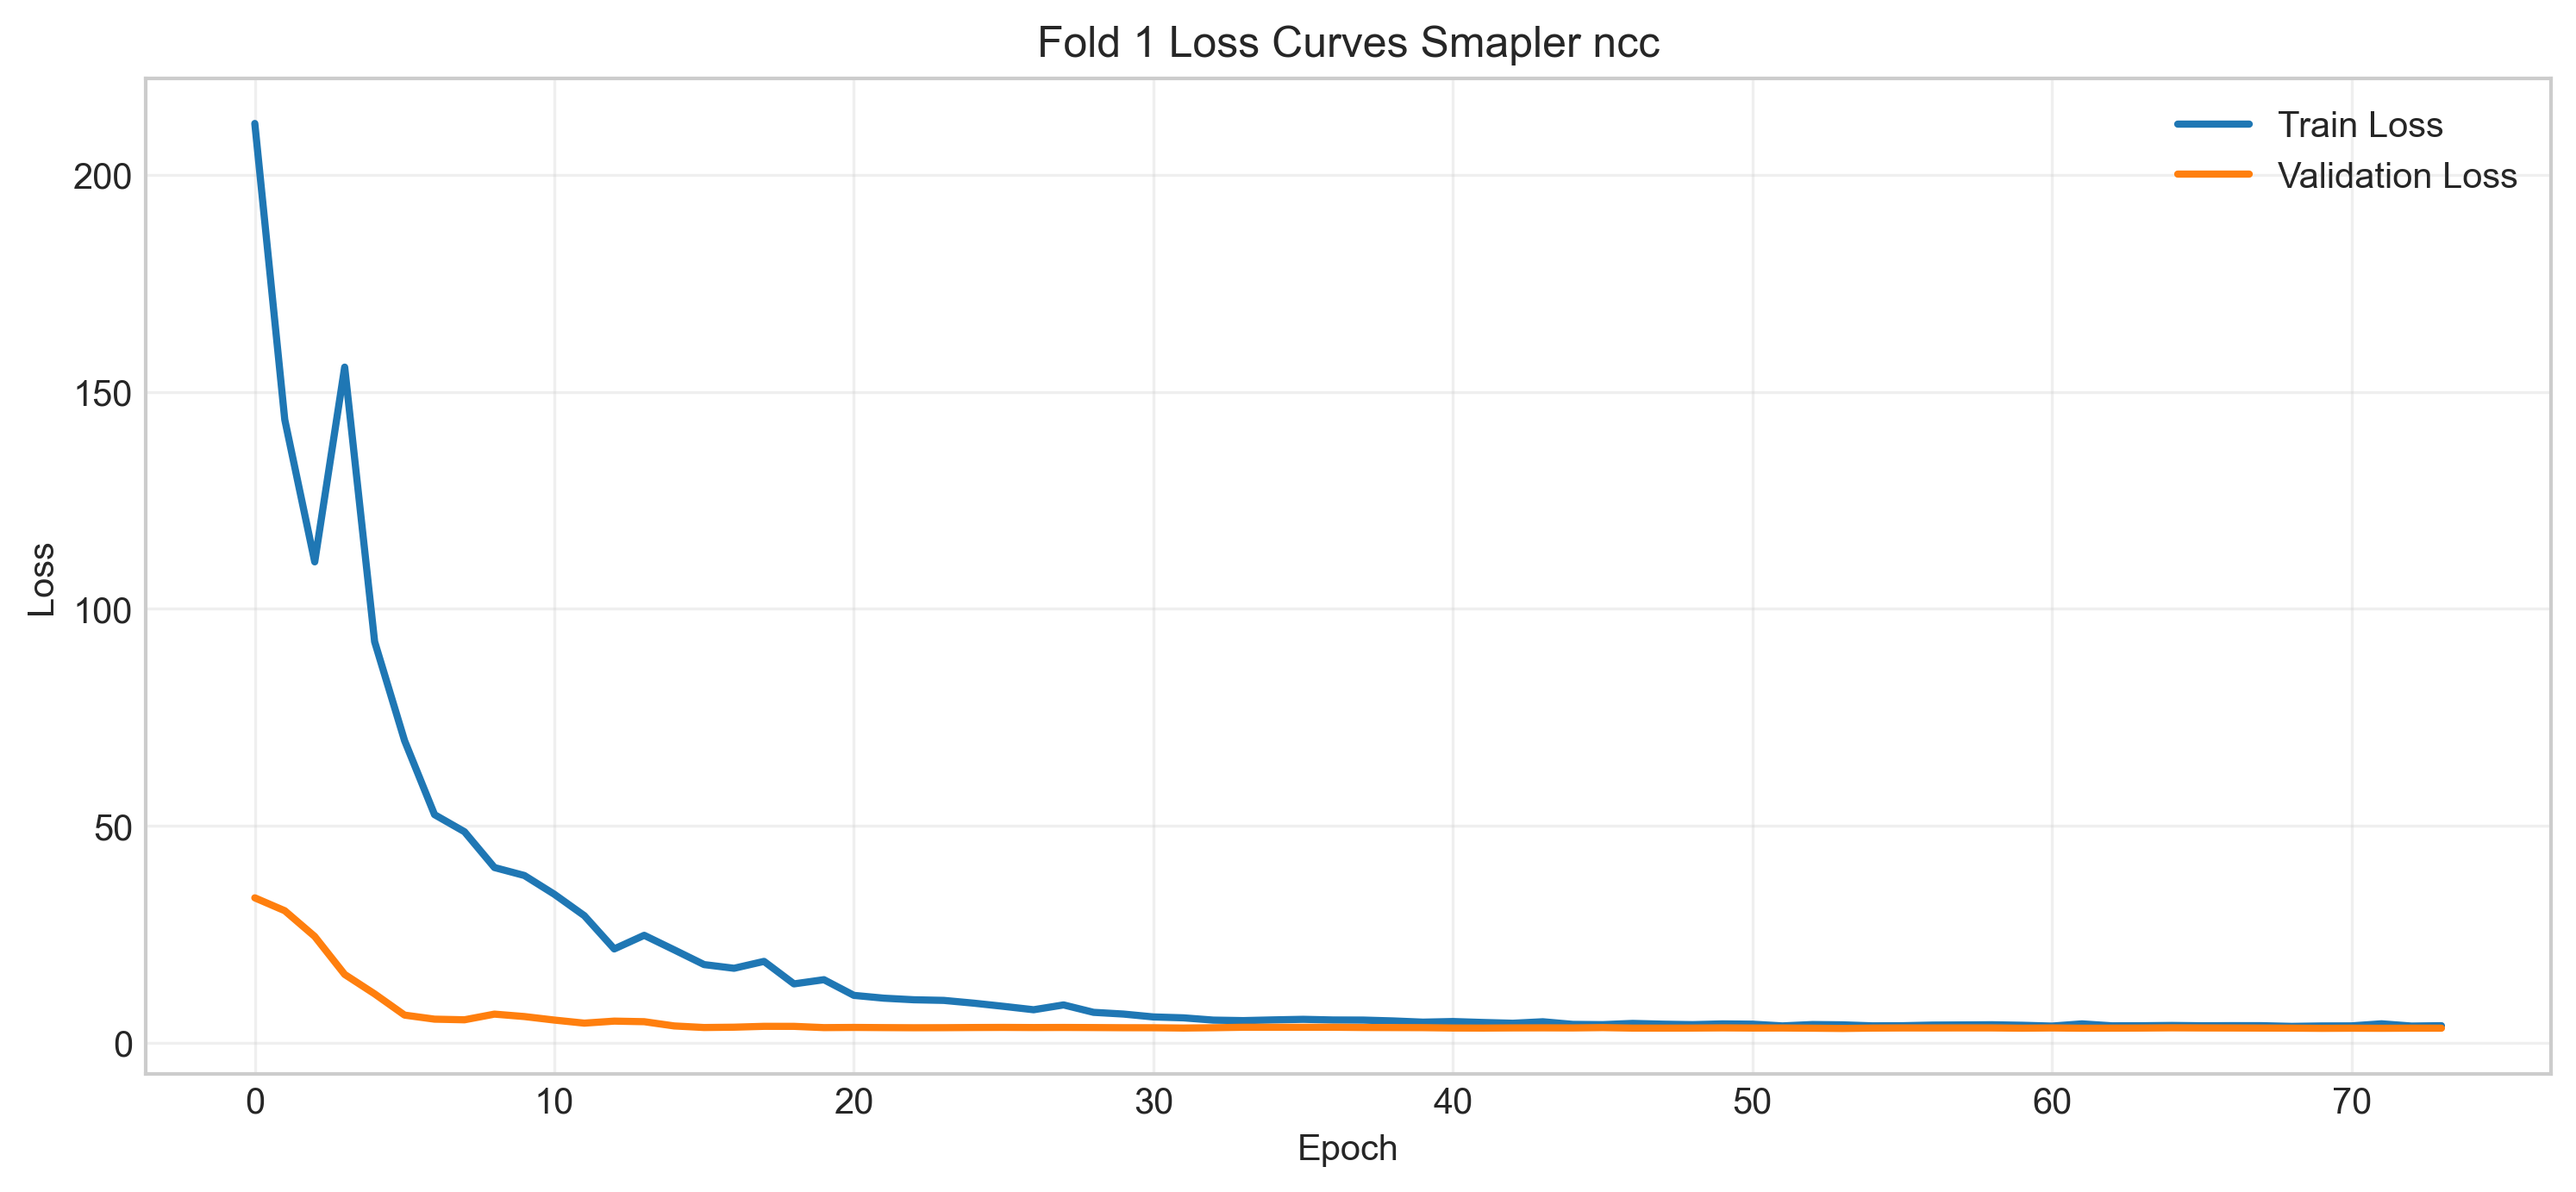 Fold 1 Loss Curves Smapler ncc
Train Loss
Validation Loss
Loss
200
150
100
50
0
0 10 20 30 40 50 60 70
Epoch